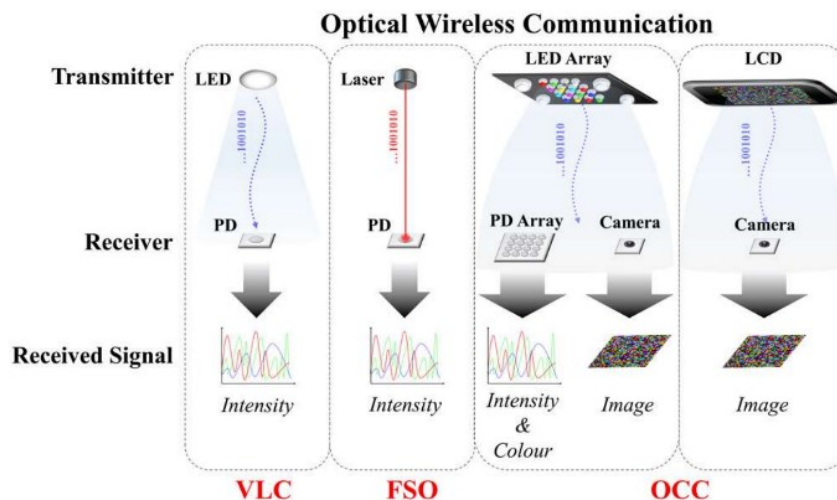 Optical Wireless Communication
Transmitter
LED
Laser
LED Array
LCD
...1001010
...1001010
...1001010
...1001010
Receiver
PD
PD
PD Array
Camera
Camera
Received Signal
Intensity
Intensity
Intensity
&
Colour
Image
Image
VLC
FSO
OCC